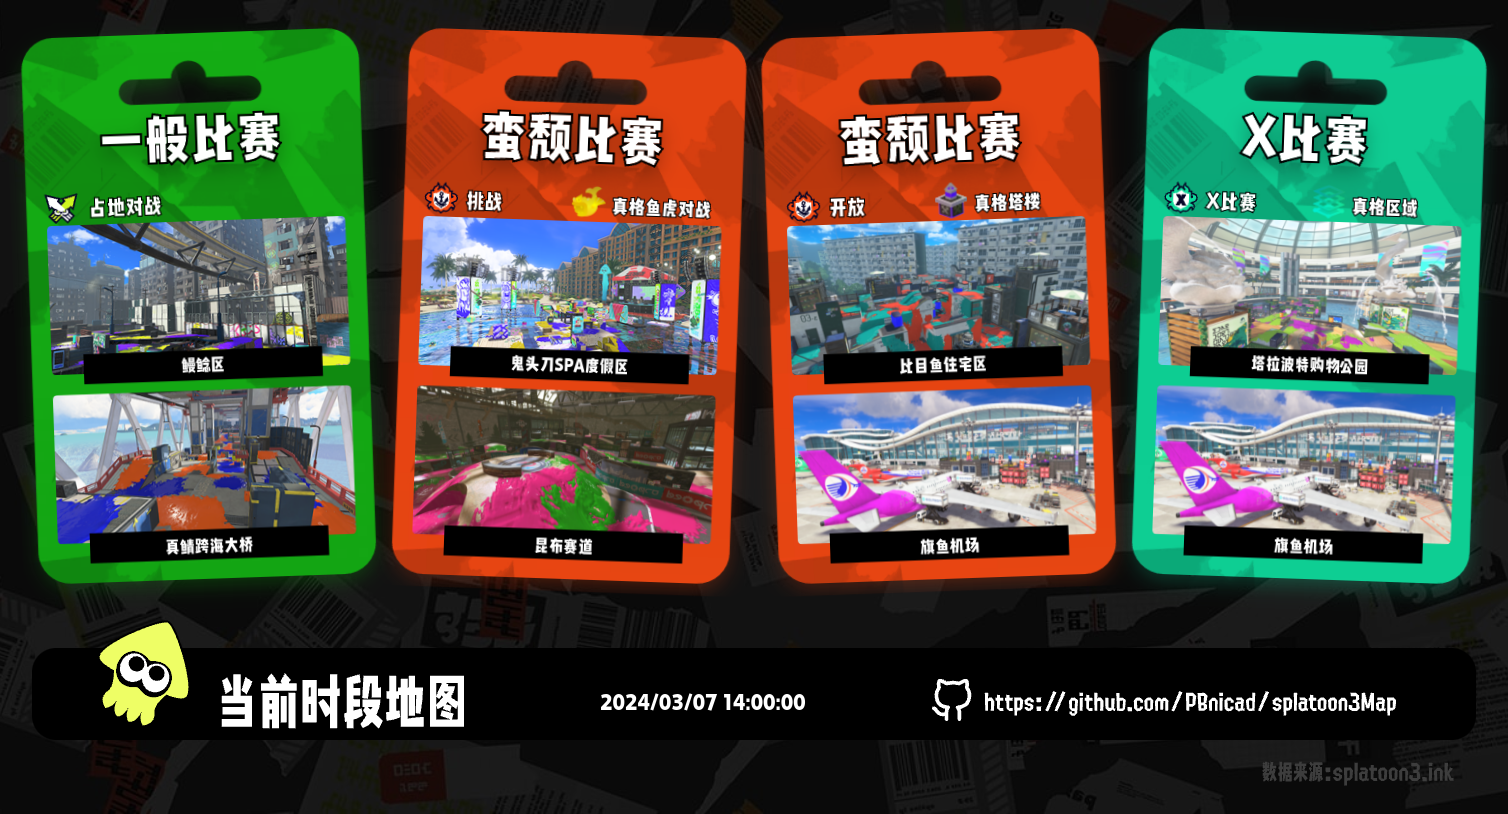 一般比赛
占地对战
鳗鲶区
真鲭跨海大桥
蛮颓比赛
挑战
真格鱼虎对战
鬼头刀SPA度假区
昆布赛道
蛮颓比赛
开放
真格塔楼
比目鱼住宅区
旗鱼机场
X比赛
X比赛
真格区域
塔拉波特购物公园
旗鱼机场
当前时段地图
2024/03/07 14:00:00
https://github.com/PBnicad/splatoon3Map
数据来源:splatoon3.ink